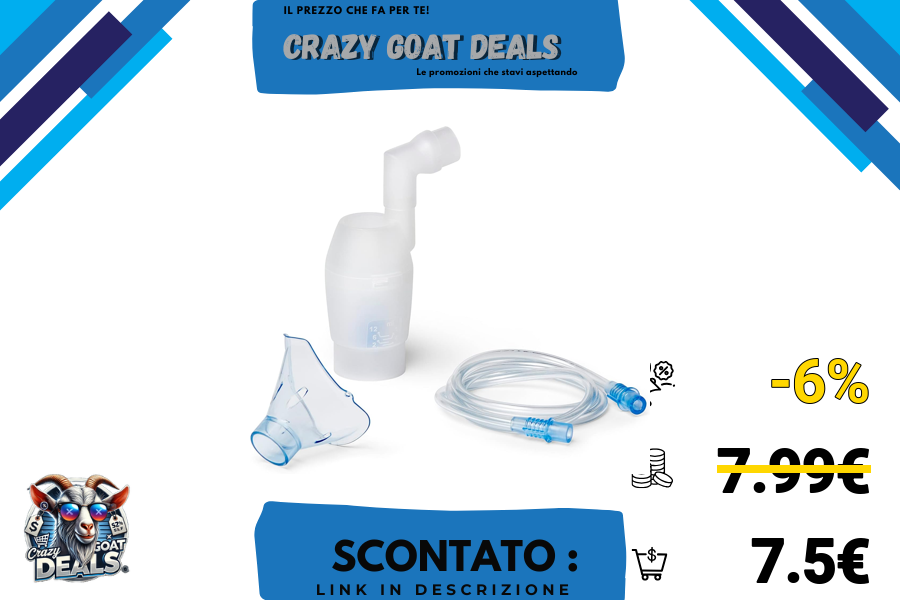 IL PREZZO CHE FA PER TE!
CRAZY GOAT DEALS
Le promozioni che stavi aspettando
-6%
7.99€
7.5€
SCONTATO :
LINK IN DESCRIZIONE
Crazy
GOAT
DEALS